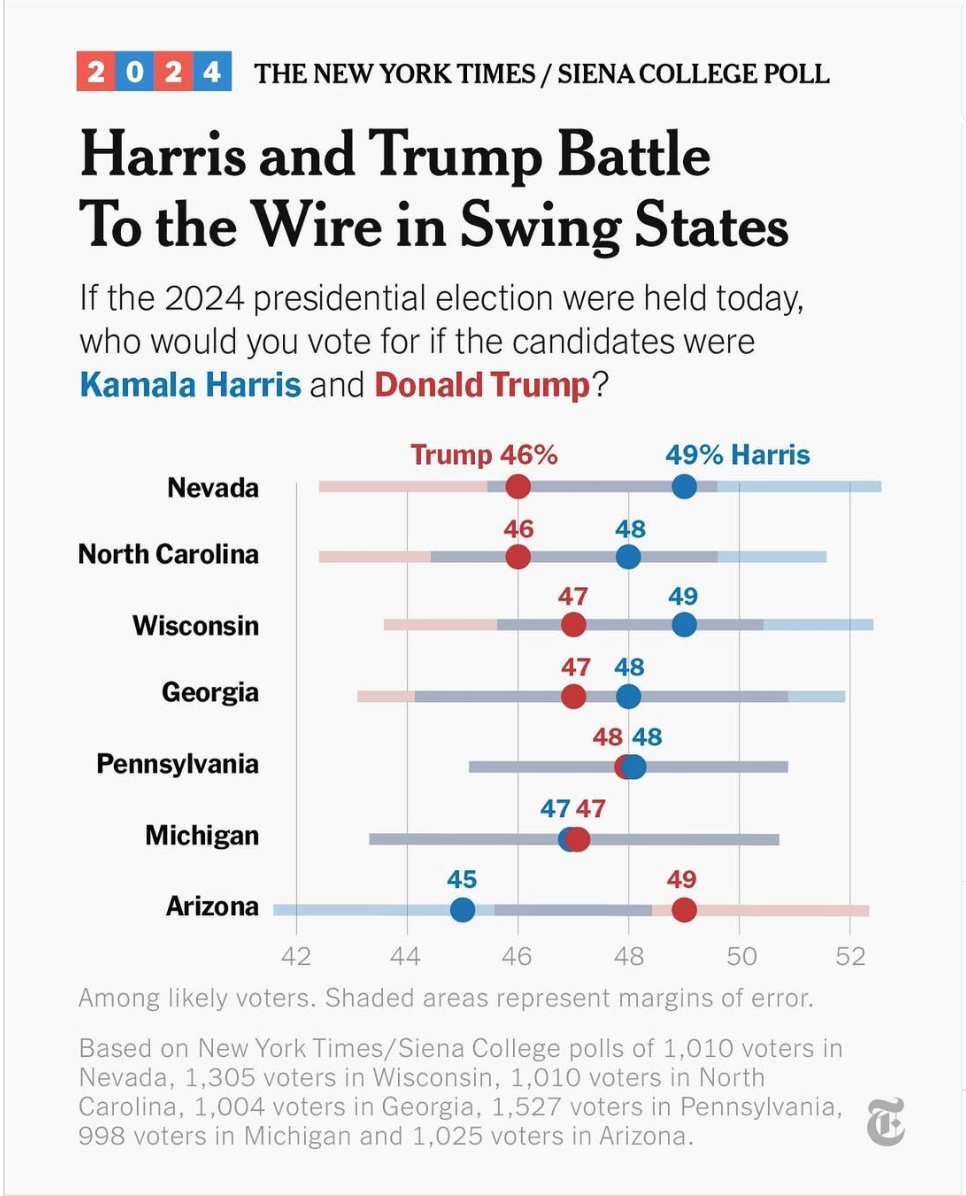 2024 THE NEW YORK TIMES / SIENA COLLEGE POLL
Harris and Trump Battle
To the Wire in Swing States
If the 2024 presidential election were held today,
who would you vote for if the candidates were
Kamala Harris and Donald Trump?
Trump 46% 49% Harris
Nevada
46 48
North Carolina
47 49
Wisconsin
47 48
Georgia
48 48
Pennsylvania
47 47
Michigan
45 49
Arizona
42 44 46 48 50 52
Among likely voters. Shaded areas represent margins of error.
Based on New York Times/Siena College polls of 1,010 voters in
Nevada, 1,305 voters in Wisconsin, 1,010 voters in North
Carolina, 1,004 voters in Georgia, 1,527 voters in Pennsylvania,
998 voters in Michigan and 1,025 voters in Arizona.
T